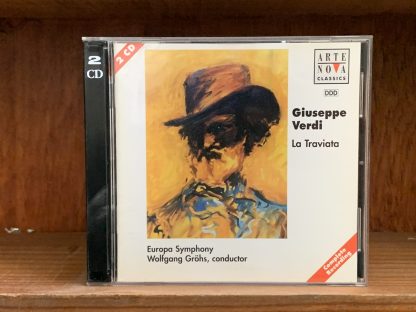 2
CD
2 CD
ARTE
NOVA
CLASSICS
DDD
Giuseppe
Verdi
La Traviata
Europa Symphony
Wolfgang Gröhs, conductor
Complete
Recording